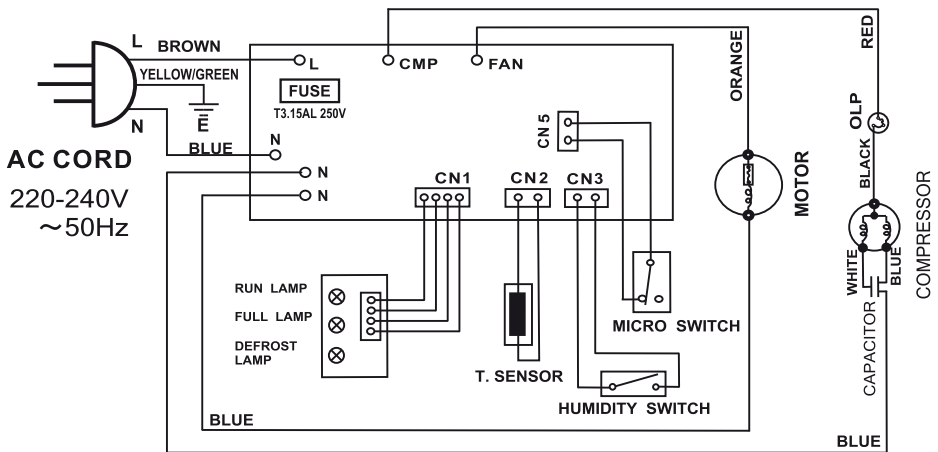 L
BROWN
YELLOW/GREEN
E
N
BLUE
AC CORD
220-240V
~50Hz
L
CMP
FAN
FUSE
T3.15AL 250V
N
N
N
CN5
CN1
CN2
CN3
RUN LAMP
FULL LAMP
DEFROST
LAMP
T. SENSOR
MICRO SWITCH
HUMIDITY SWITCH
ORANGE
MOTOR
RED
OLP
BLACK
COMPRESSOR
WHITE
BLUE
CAPACITOR
BLUE
BLUE